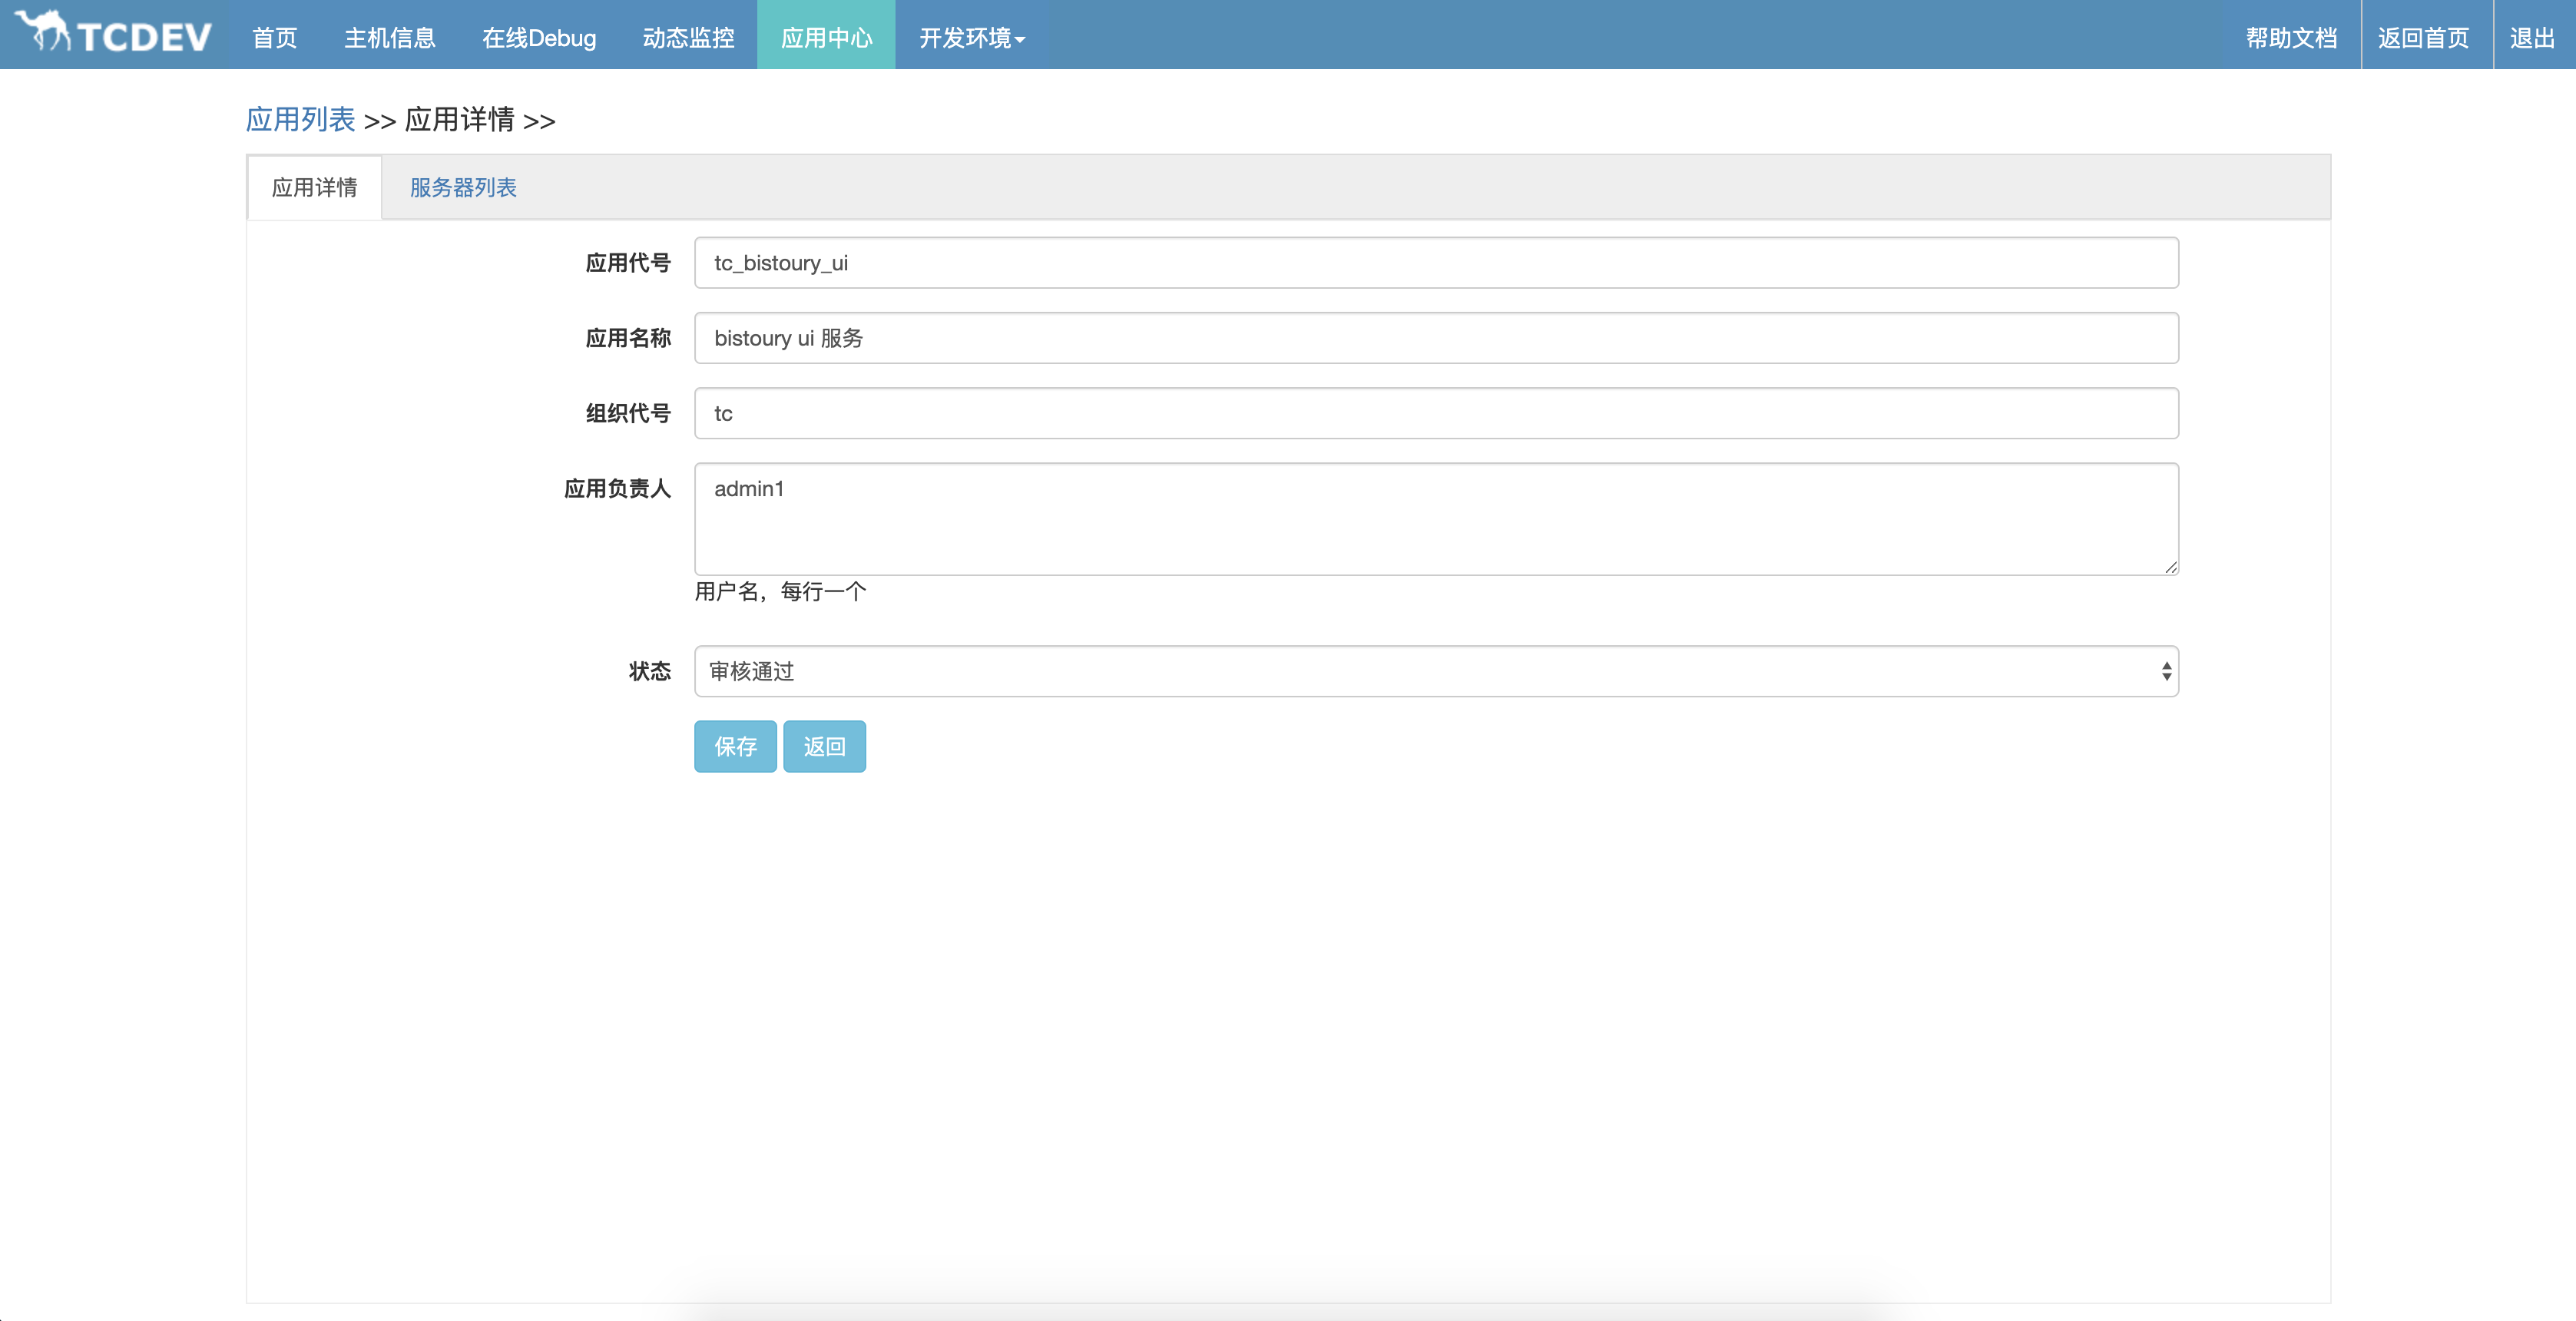 TCDEV 首页 主机信息 在线Debug 动态监控 应用中心 开发环境 帮助文档 返回首页 退出
应用列表 >> 应用详情 >>
应用详情 服务器列表
应用代号 tc_bistoury_ui
应用名称 bistoury ui 服务
组织代号 tc
应用负责人 admin1
用户名，每行一个
状态 审核通过
保存 返回